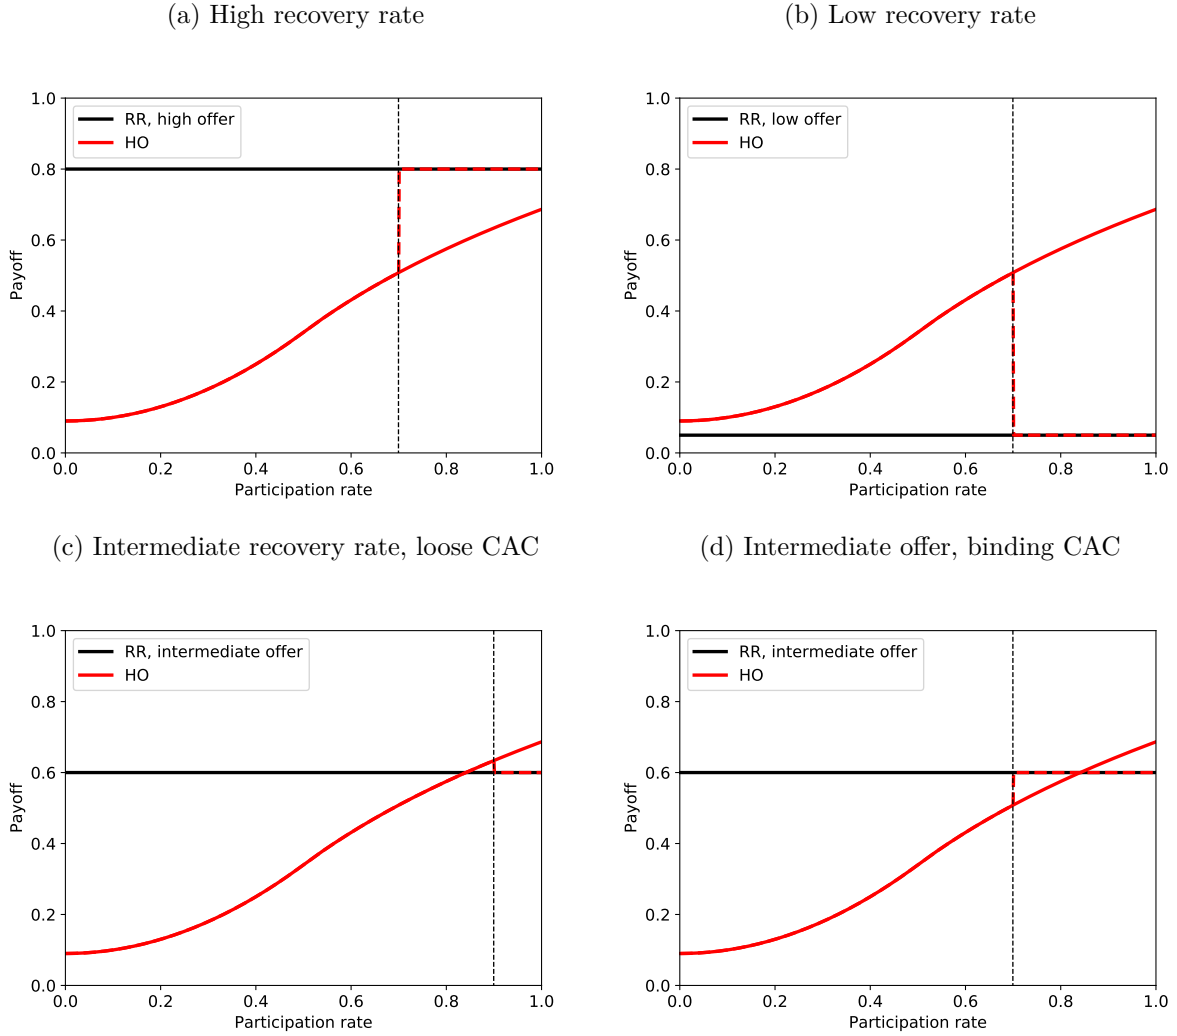 (a) High recovery rate
1.0
0.8
0.6
0.4
0.2
0.0
Payoff
RR, high offer
HO
0.0 0.2 0.4 0.6 0.8 1.0
Participation rate
(b) Low recovery rate
1.0
0.8
0.6
0.4
0.2
0.0
Payoff
RR, low offer
HO
0.0 0.2 0.4 0.6 0.8 1.0
Participation rate
(c) Intermediate recovery rate, loose CAC
1.0
0.8
0.6
0.4
0.2
0.0
Payoff
RR, intermediate offer
HO
0.0 0.2 0.4 0.6 0.8 1.0
Participation rate
(d) Intermediate offer, binding CAC
1.0
0.8
0.6
0.4
0.2
0.0
Payoff
RR, intermediate offer
HO
0.0 0.2 0.4 0.6 0.8 1.0
Participation rate